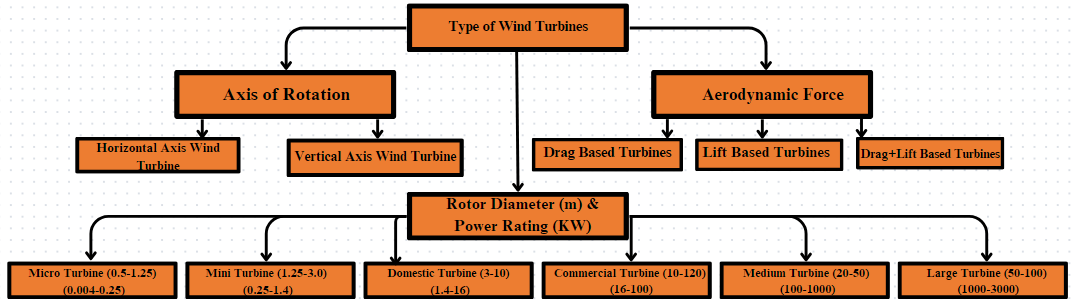 Type of Wind Turbines
Axis of Rotation
Aerodynamic Force
Horizontal Axis Wind
Turbine
Vertical Axis Wind Turbine
Drag Based Turbines
Lift Based Turbines
Drag+Lift Based Turbines
Rotor Diameter (m) &
Power Rating (KW)
Micro Turbine (0.5-1.25)
(0.004-0.25)
Mini Turbine (1.25-3.0)
(0.25-1.4)
Domestic Turbine (3-10)
(1.4-16)
Commercial Turbine (10-120)
(16-100)
Medium Turbine (20-50)
(100-1000)
Large Turbine (50-100)
(1000-3000)